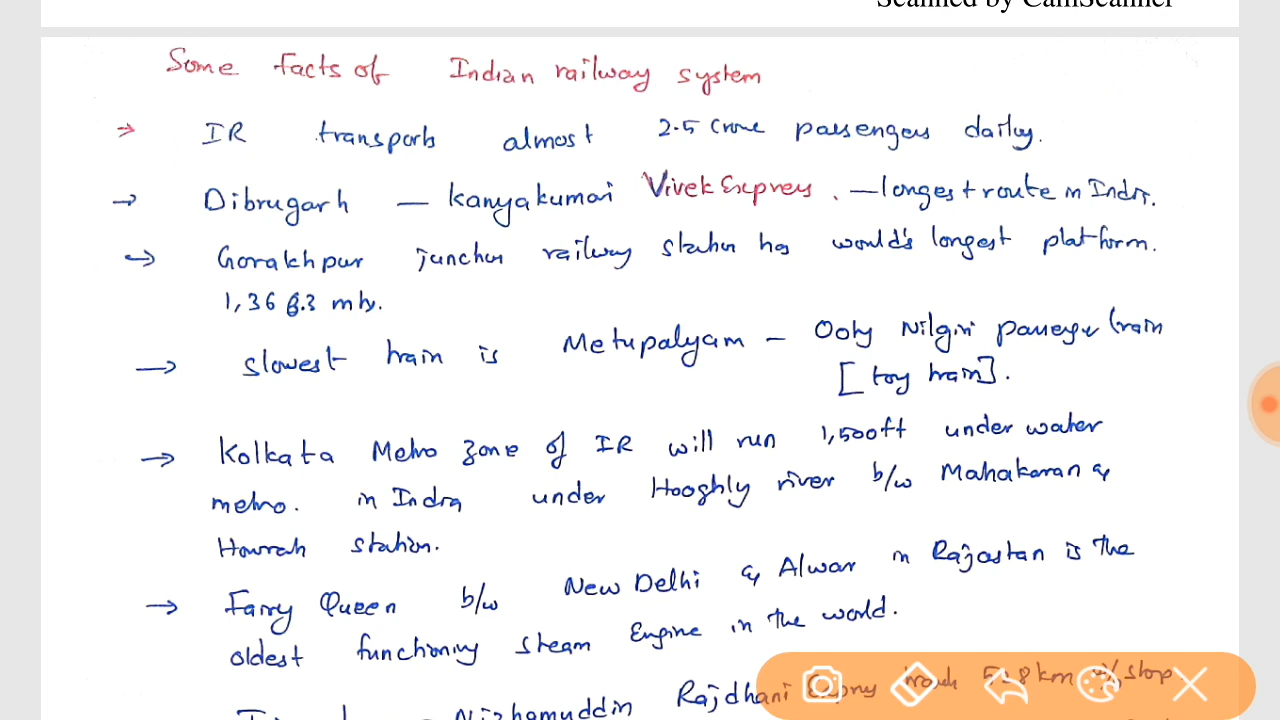 Scanned by CamScanner
Some facts of Indian railway system
→ IR transports almost 2.5 crore passengers daily.
→ Dibrugarh – Kanyakumari Vivek Express. – longest route in India.
→ Gorakhpur junction railway station has world's longest platform.
1,366.3 mts.
→ slowest train is Metupalyam – Ooty Nilgiri passenger train
[toy train].
→ Kolkata Metro zone of IR will run 1,500ft under water
metro. in India under Hooghly river b/w Mahakaran &
Howrah station.
→ Fairy Queen b/w New Delhi & Alwar in Rajastan is the
oldest functioning steam Engine in the world.
Nizhamuddin Rajdhani km stop